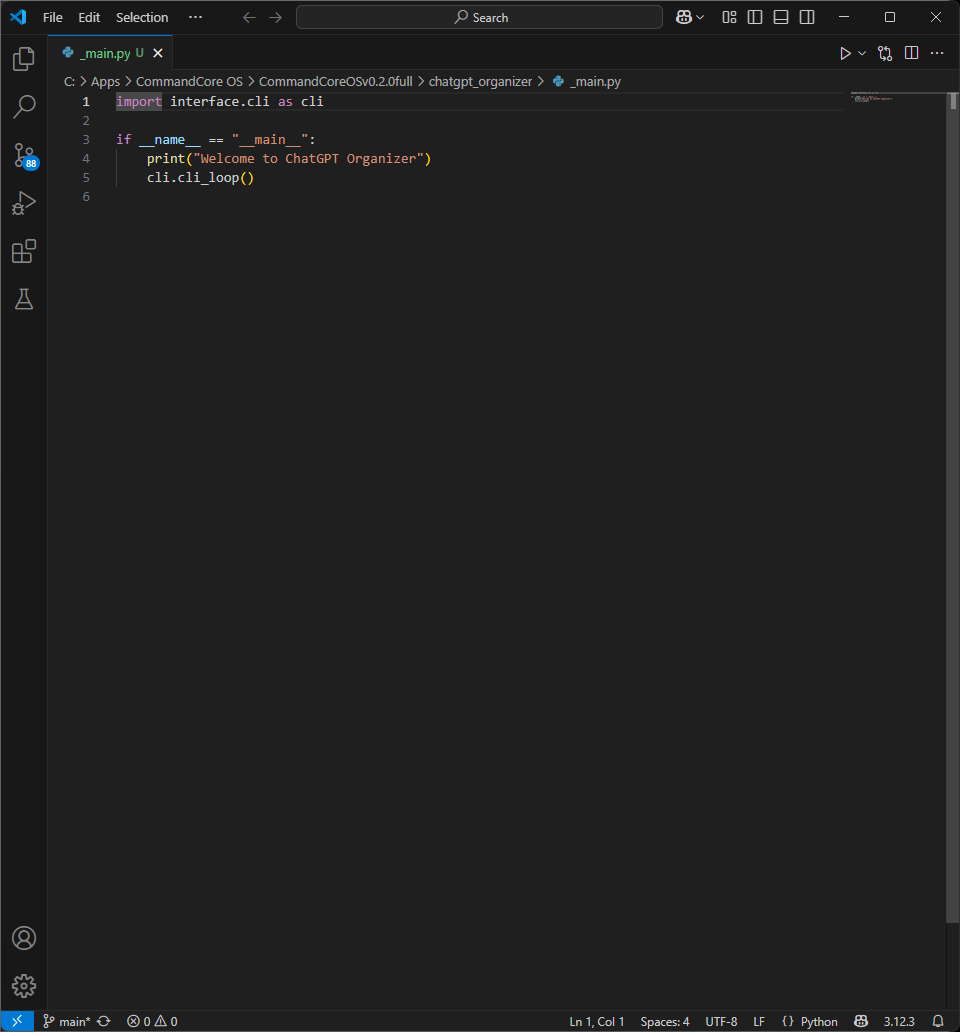 File Edit Selection ··· Search
_main.py U
C: > Apps > CommandCore OS > CommandCoreOSv0.2.0full > chatgpt_organizer > _main.py
1 import interface.cli as cli
2
3 if __name__ == "__main__":
4 print("Welcome to ChatGPT Organizer")
5 cli.cli_loop()
6
88
main* 0 0 Ln 1, Col 1 Spaces: 4 UTF-8 LF {} Python 3.12.3